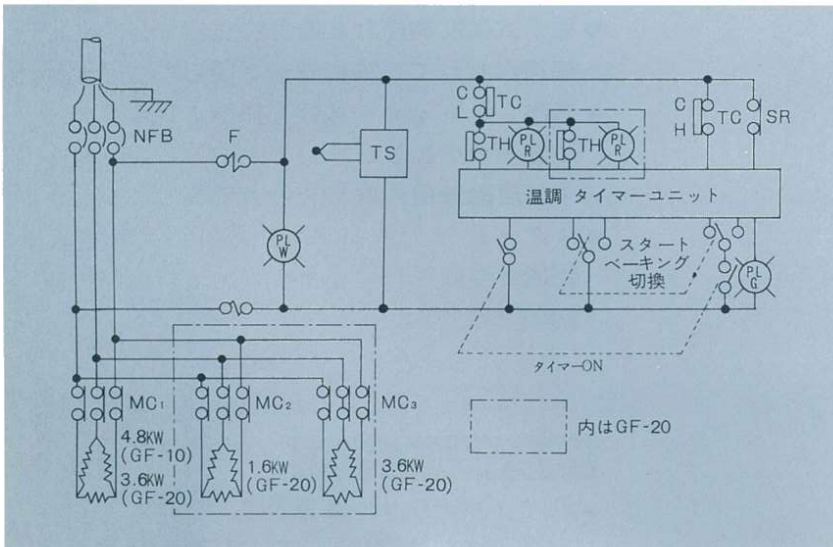 NFB
F
TS
C
L
TC
TH
PL
R
TH
PL
R
C
H
TC
SR
温調 タイマーユニット
PL
W
スタート
ベーキング
切換
PL
G
タイマーON
MC₁
MC₂
MC₃
4.8KW
(GF-10)
3.6KW
(GF-20)
1.6KW
(GF-20)
3.6KW
(GF-20)
内はGF-20